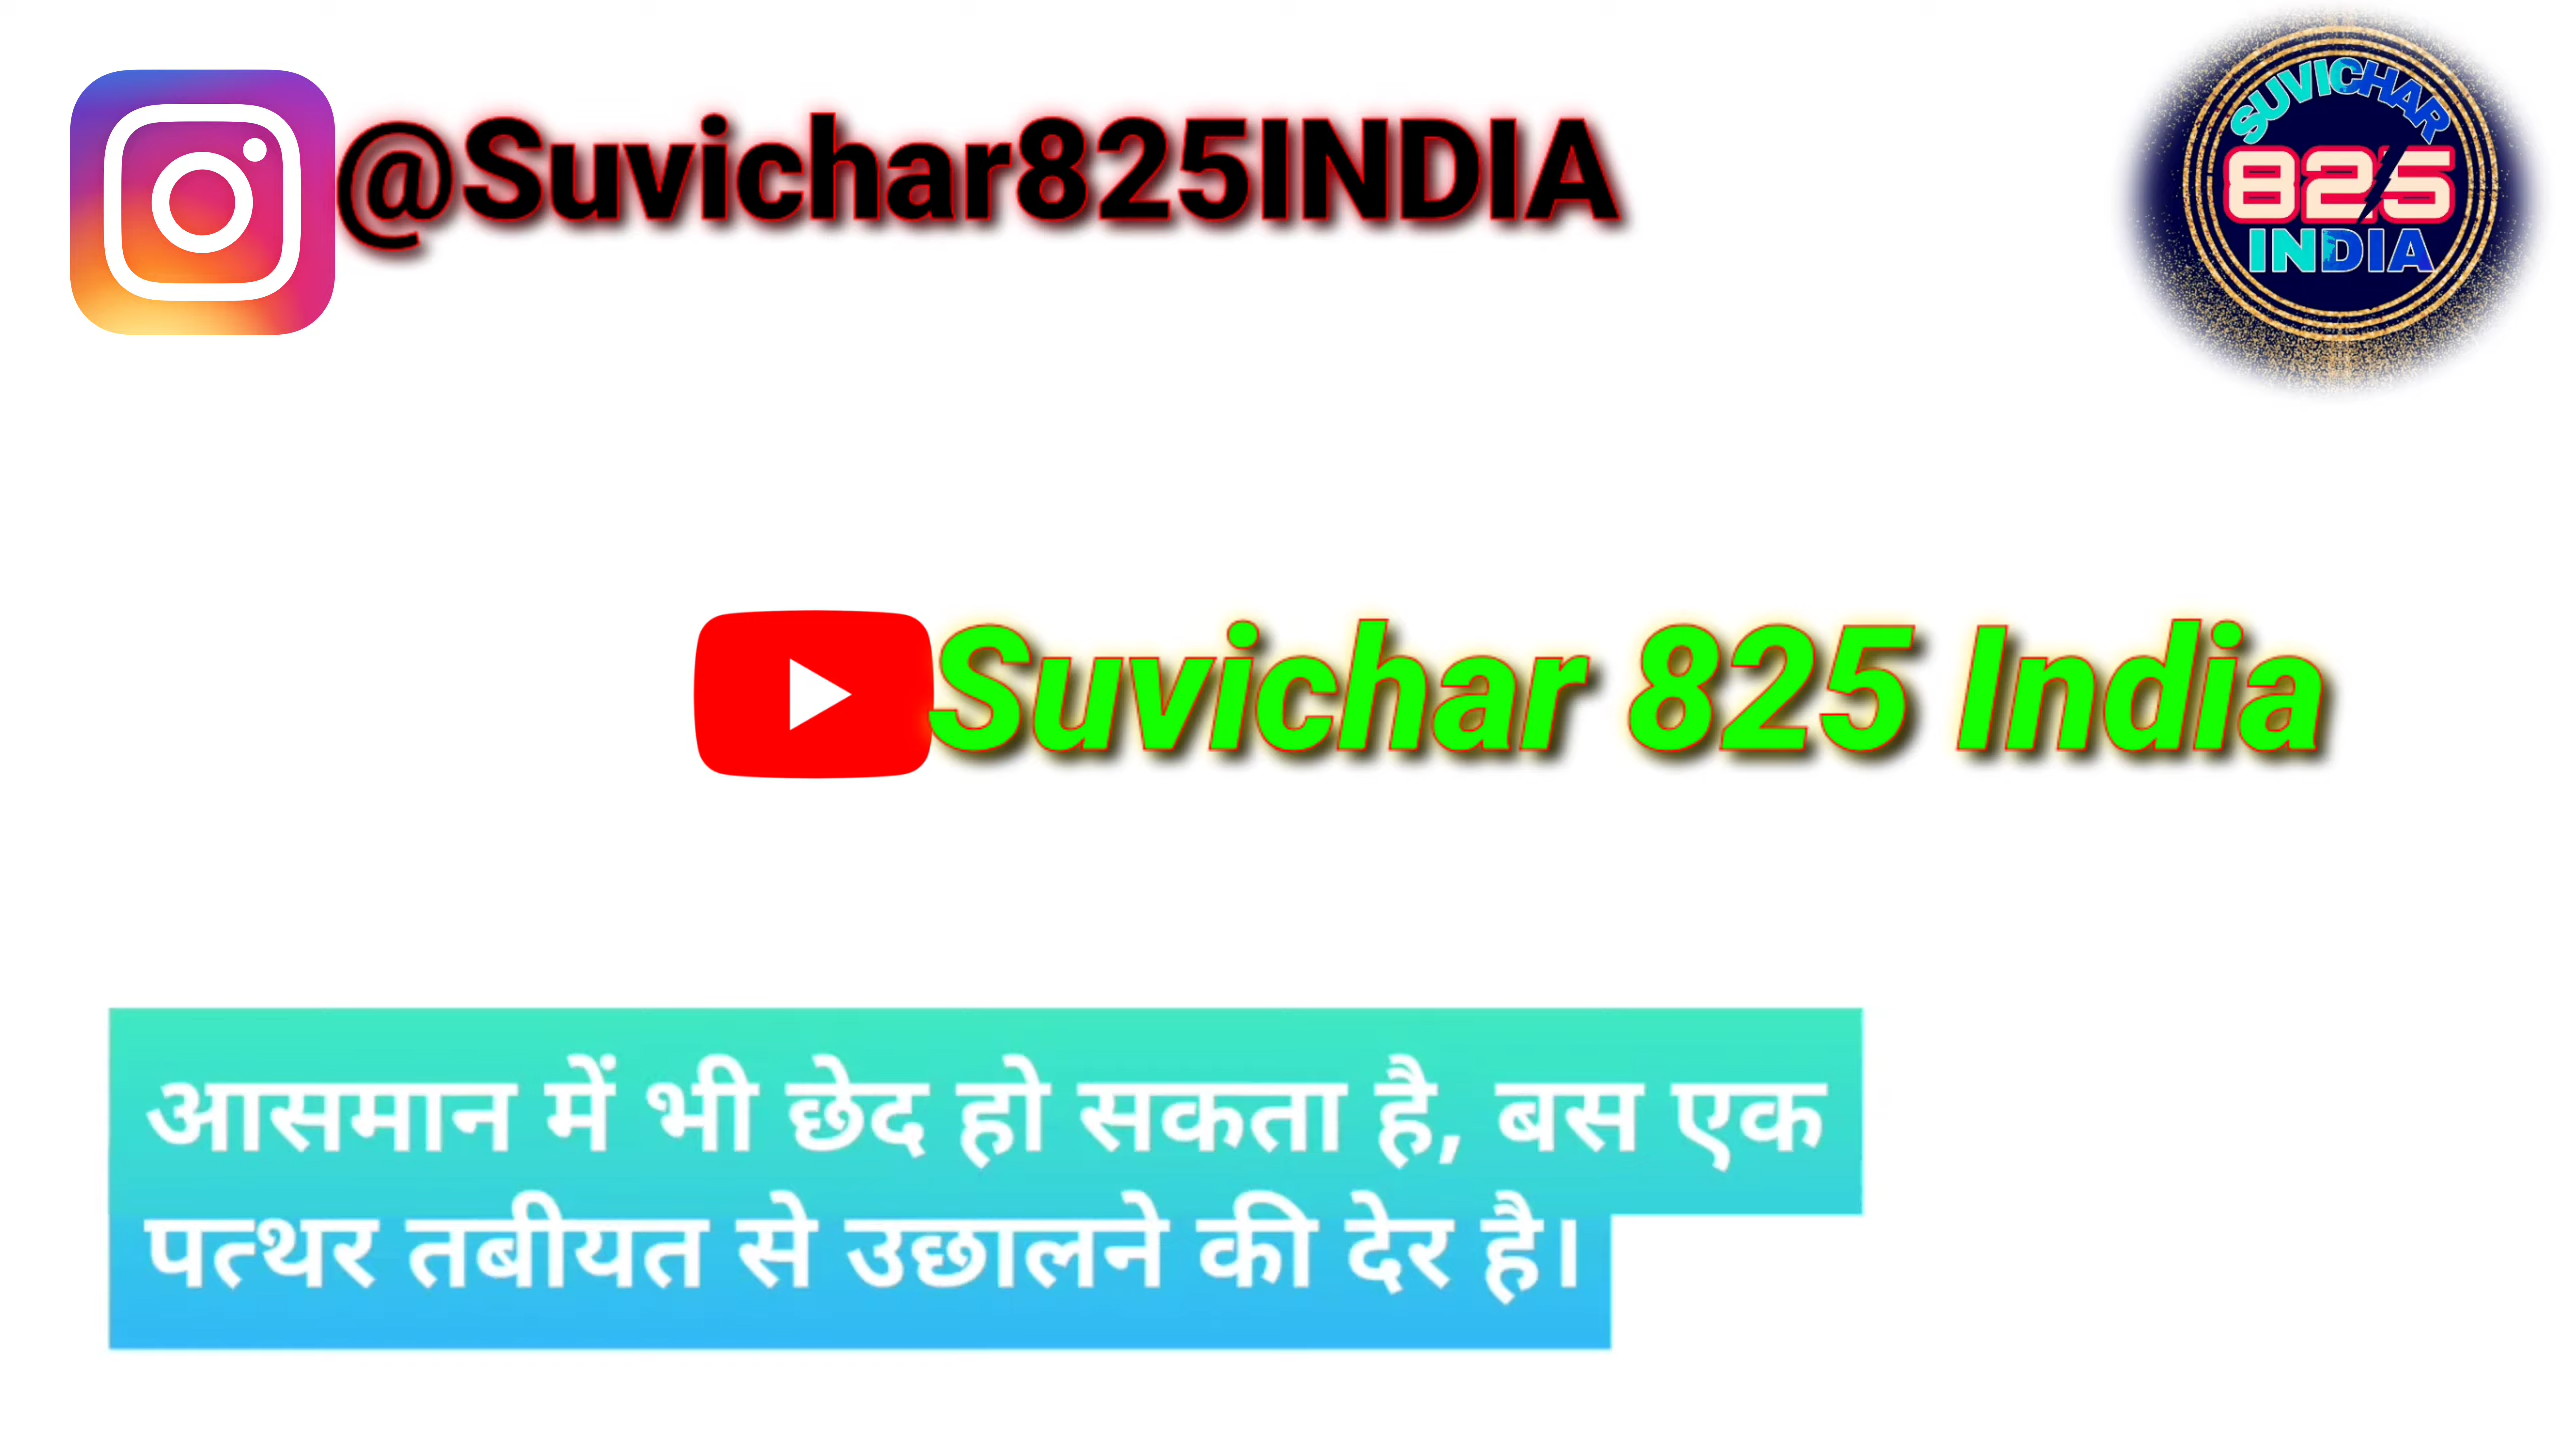 @Suvichar825INDIA
SUVICHAR
825
INDIA
Suvichar 825 India
आसमान में भी छेद हो सकता है, बस एक
पत्थर तबीयत से उछालने की देर है।